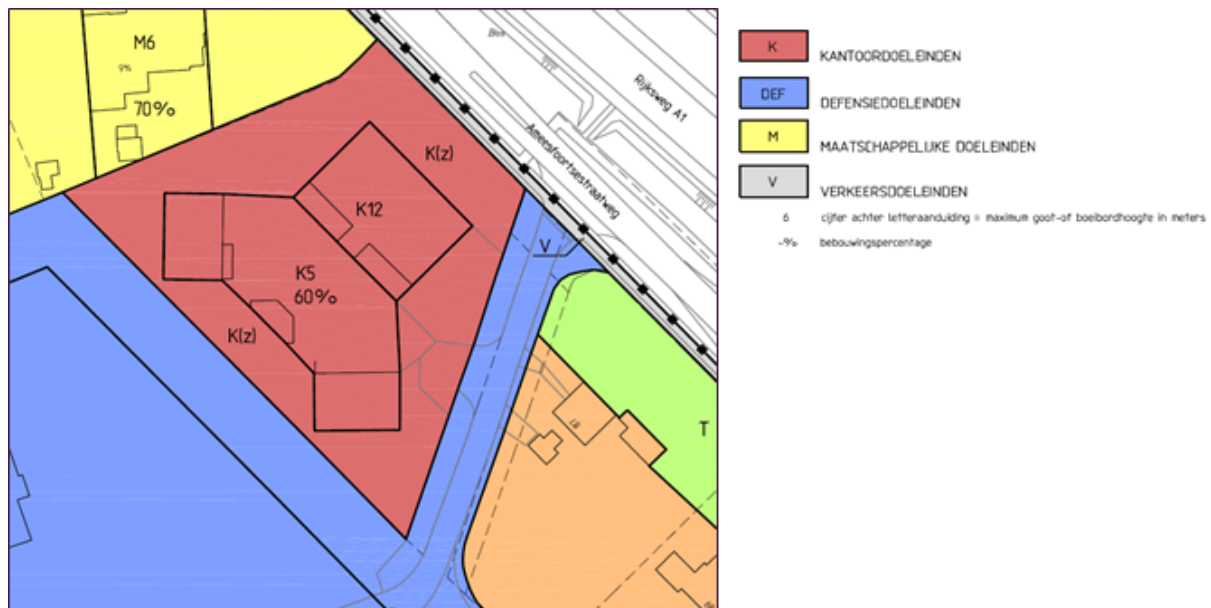 M6
70%
Bos
Rijksweg A1
Amersfoortsestraatweg
K(z)
K12
V
K5
60%
K(z)
T
K
KANTOORDOELEINDEN
DEF
DEFENSIEDOELEINDEN
M
MAATSCHAPPELIJKE DOELEINDEN
V
VERKEERSDOELEINDEN
6 cijfer achter letteraanduiding = maximum goot-of boeibordhoogte in meters
-% bebouwingspercentage